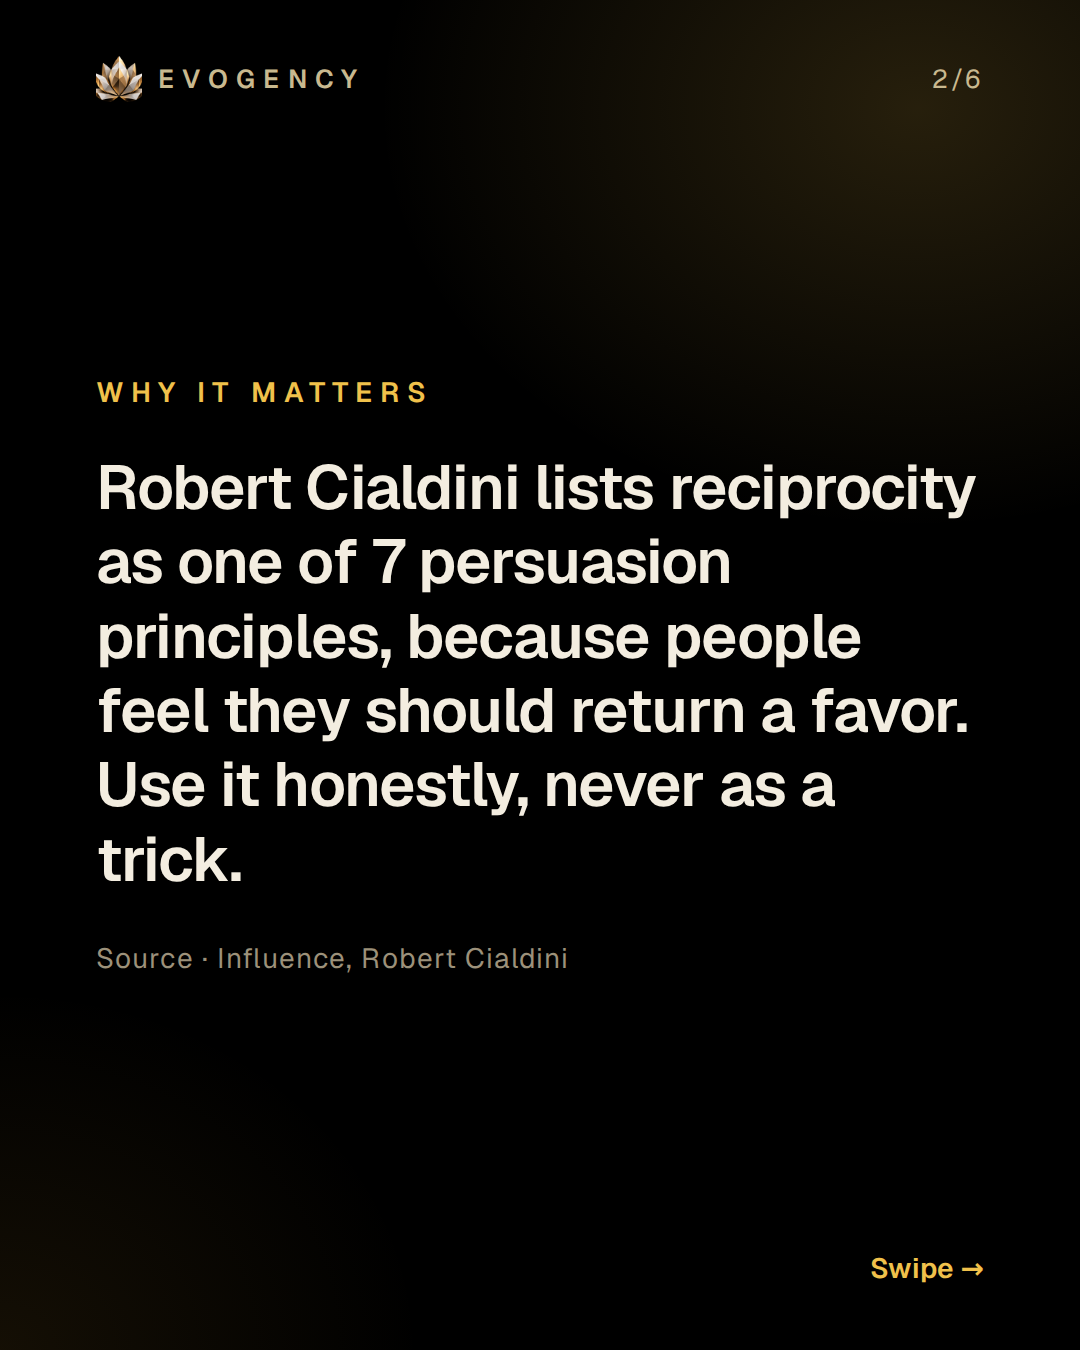 EVOGENCY
2/6
WHY IT MATTERS
Robert Cialdini lists reciprocity
as one of 7 persuasion
principles, because people
feel they should return a favor.
Use it honestly, never as a
trick.
Source · Influence, Robert Cialdini
Swipe →